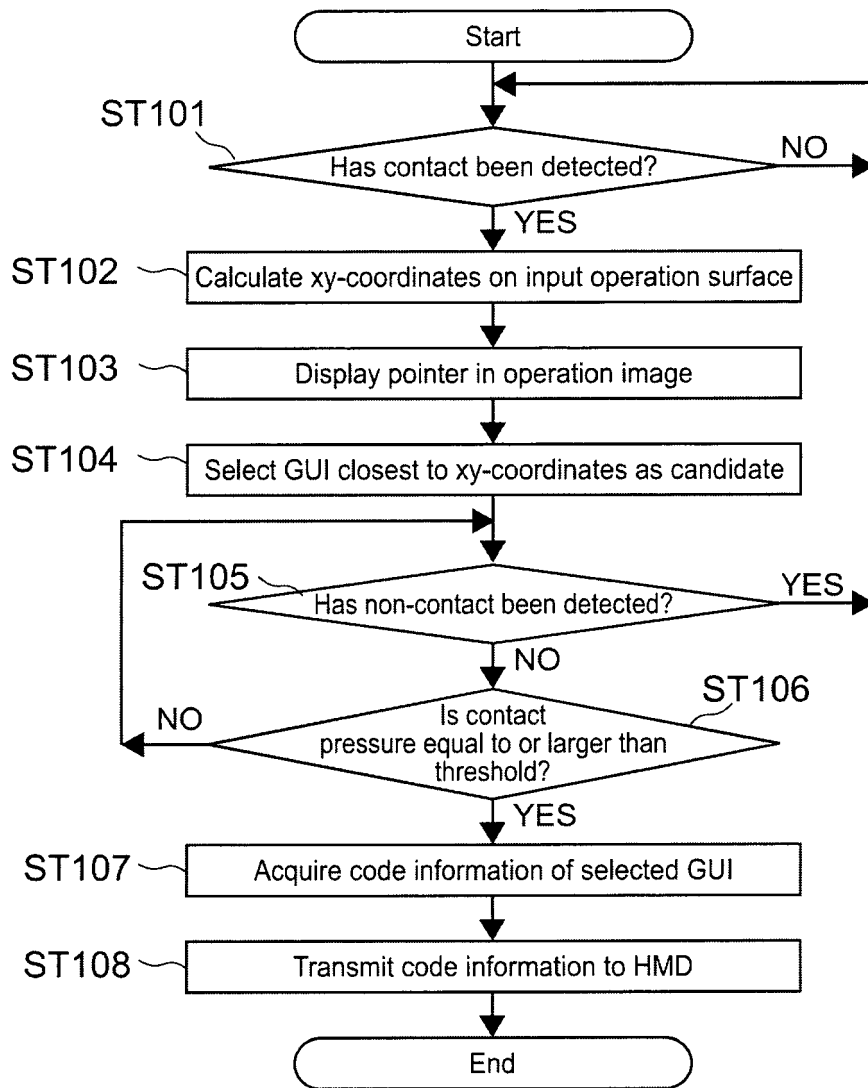 Start
ST101
Has contact been detected?
NO
YES
ST102
Calculate xy-coordinates on input operation surface
ST103
Display pointer in operation image
ST104
Select GUI closest to xy-coordinates as candidate
ST105
Has non-contact been detected?
YES
NO
ST106
NO
Is contact
pressure equal to or larger than
threshold?
YES
ST107
Acquire code information of selected GUI
ST108
Transmit code information to HMD
End